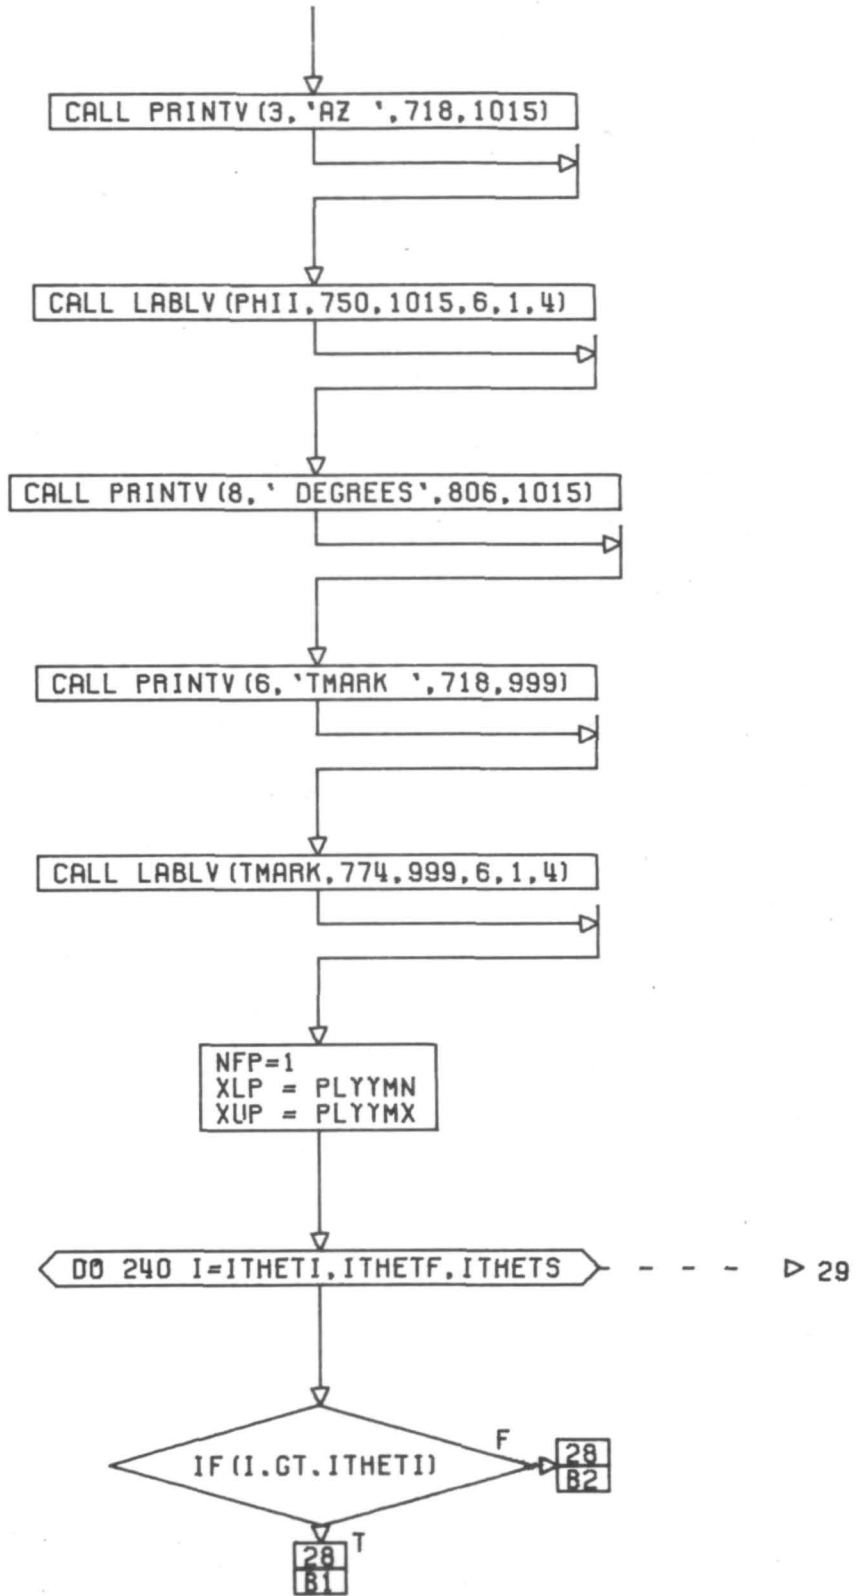 CALL PRINTV(3,'AZ ',718,1015)
CALL LABLV(PHII,750,1015,6,1,4)
CALL PRINTV(8,' DEGREES',806,1015)
CALL PRINTV(6,'TMARK ',718,999)
CALL LABLV(TMARK,774,999,6,1,4)
NFP=1
XLP = PLYYMN
XUP = PLYYMX
DO 240 I=ITHETI,ITHETF,ITHETS
29
IF(I.GT.ITHETI)
F
28
B2
T
28
B1